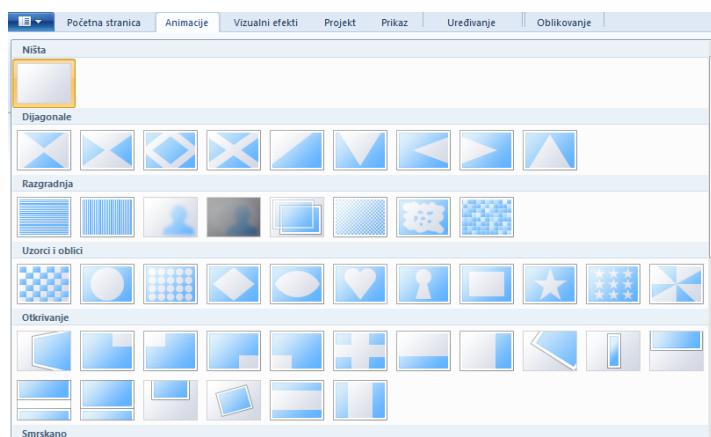 Početna stranica Animacije Vizualni efekti Projekt Prikaz Uređivanje Oblikovanje
Ništa
Dijagonale
Razgradnja
Uzorci i oblici
Otkrivanje
Smrskano